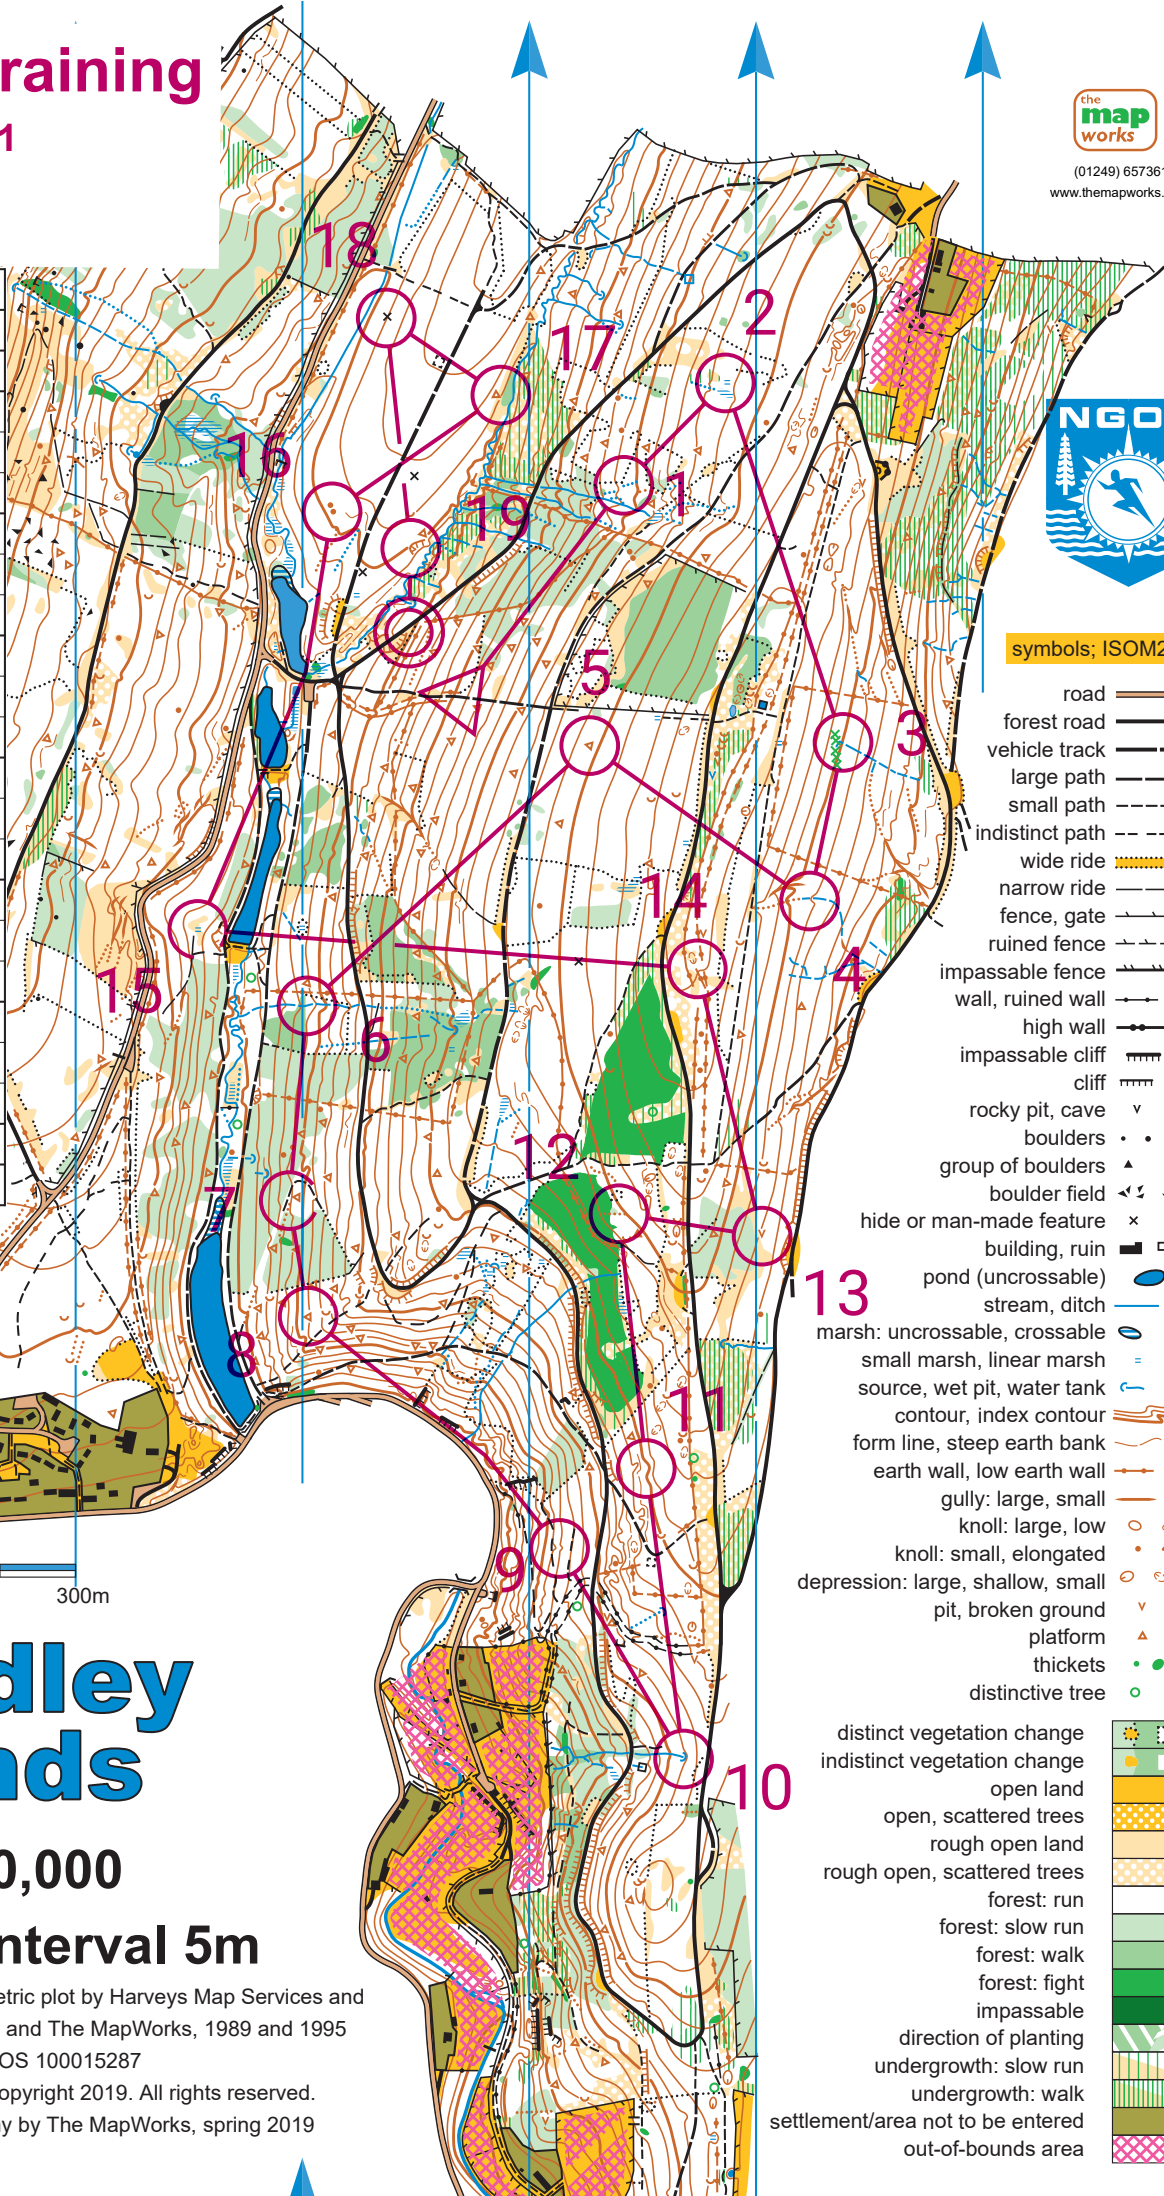 raining
1
the
map
works
(01249) 657361
www.themapworks.
NGO
18
17
2
16
1
19
5
3
14
4
15
6
12
7
13
8
11
9
10
symbols; ISOM2
road
forest road
vehicle track
large path
small path
indistinct path
wide ride
narrow ride
fence, gate
ruined fence
impassable fence
wall, ruined wall
high wall
impassable cliff
cliff
rocky pit, cave
boulders
group of boulders
boulder field
hide or man-made feature
building, ruin
pond (uncrossable)
stream, ditch
marsh: uncrossable, crossable
small marsh, linear marsh
source, wet pit, water tank
contour, index contour
form line, steep earth bank
earth wall, low earth wall
gully: large, small
knoll: large, low
knoll: small, elongated
depression: large, shallow, small
pit, broken ground
platform
thickets
distinctive tree
distinct vegetation change
indistinct vegetation change
open land
open, scattered trees
rough open land
rough open, scattered trees
forest: run
forest: slow run
forest: walk
forest: fight
impassable
direction of planting
undergrowth: slow run
undergrowth: walk
settlement/area not to be entered
out-of-bounds area
300m
dley
nds
0,000
nterval 5m
etric plot by Harveys Map Services and
and The MapWorks, 1989 and 1995
OS 100015287
opyright 2019. All rights reserved.
y by The MapWorks, spring 2019